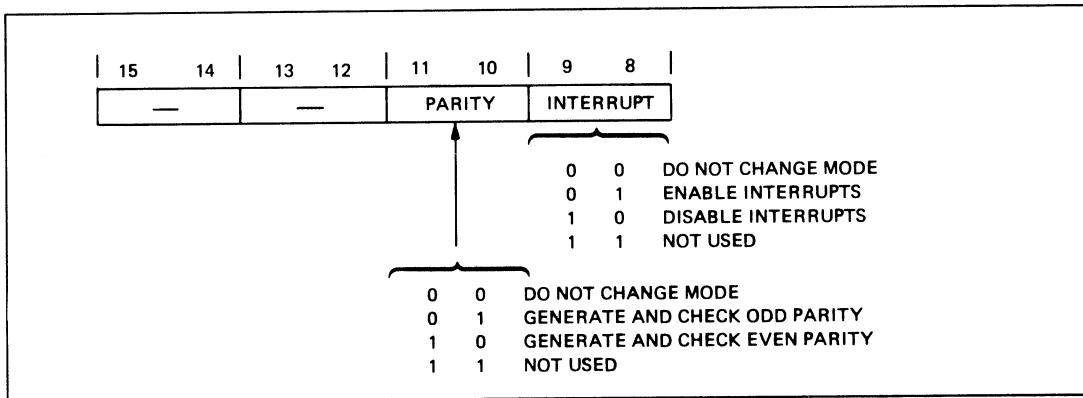 15 14 13 12 11 10 9 8
— — PARITY INTERRUPT
0 0 DO NOT CHANGE MODE
0 1 ENABLE INTERRUPTS
1 0 DISABLE INTERRUPTS
1 1 NOT USED
0 0 DO NOT CHANGE MODE
0 1 GENERATE AND CHECK ODD PARITY
1 0 GENERATE AND CHECK EVEN PARITY
1 1 NOT USED